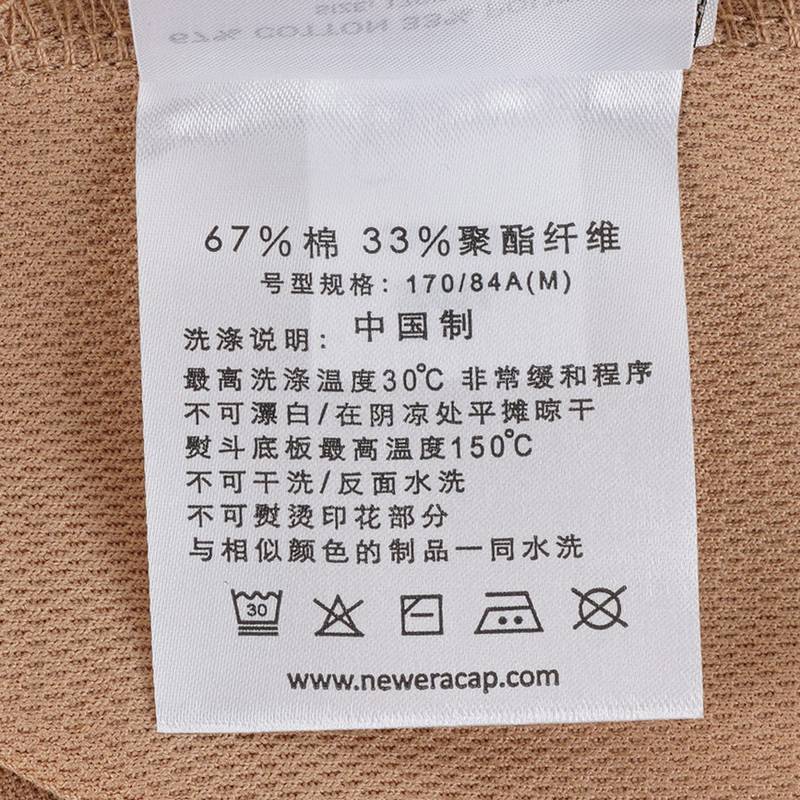 67% COTTON 33%
67%棉 33%聚酯纤维
号型规格: 170/84A(M)
洗涤说明: 中国制
最高洗涤温度30℃ 非常缓和程序
不可漂白/在阴凉处平摊晾干
熨斗底板最高温度150℃
不可干洗/反面水洗
不可熨烫印花部分
与相似颜色的制品一同水洗
30
www.neweracap.com